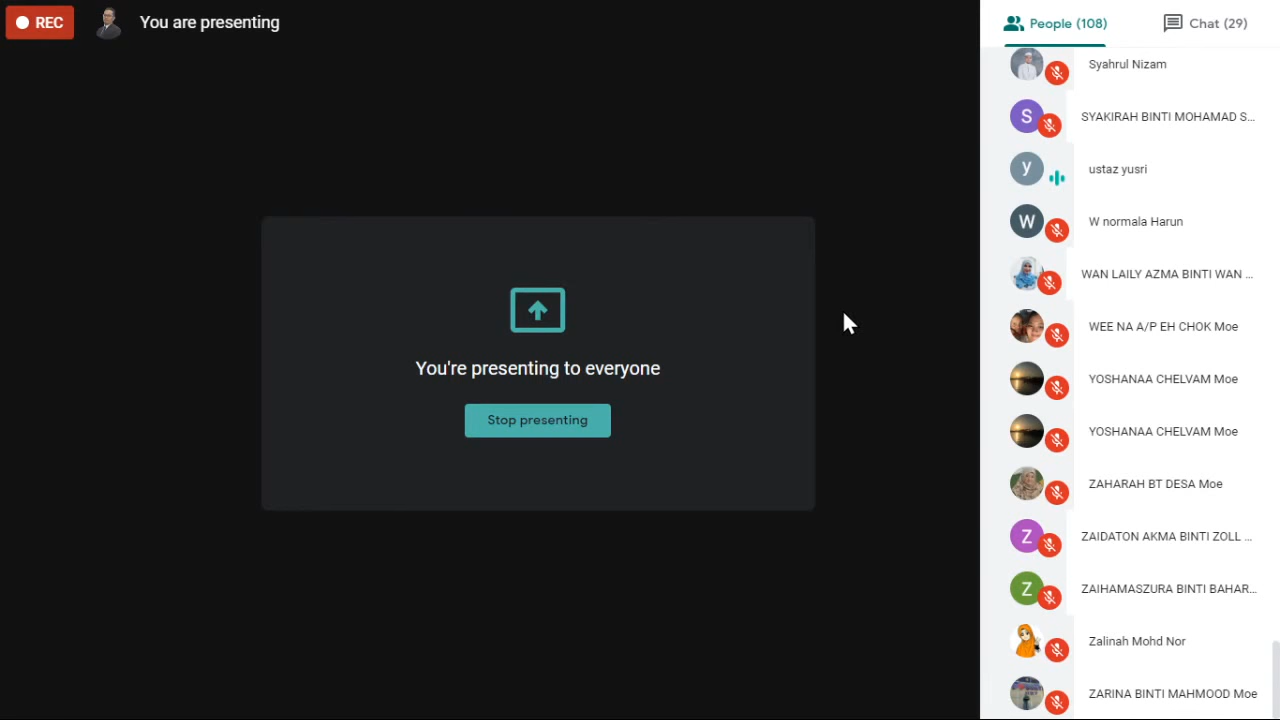 REC
You are presenting
People (108)
Chat (29)
Syahrul Nizam
S
SYAKIRAH BINTI MOHAMAD S...
y
ustaz yusri
W
W normala Harun
WAN LAILY AZMA BINTI WAN ...
WEE NA A/P EH CHOK Moe
YOSHANAA CHELVAM Moe
YOSHANAA CHELVAM Moe
ZAHARAH BT DESA Moe
Z
ZAIDATON AKMA BINTI ZOLL ...
Z
ZAIHAMASZURA BINTI BAHAR...
Zalinah Mohd Nor
ZARINA BINTI MAHMOOD Moe
You're presenting to everyone
Stop presenting